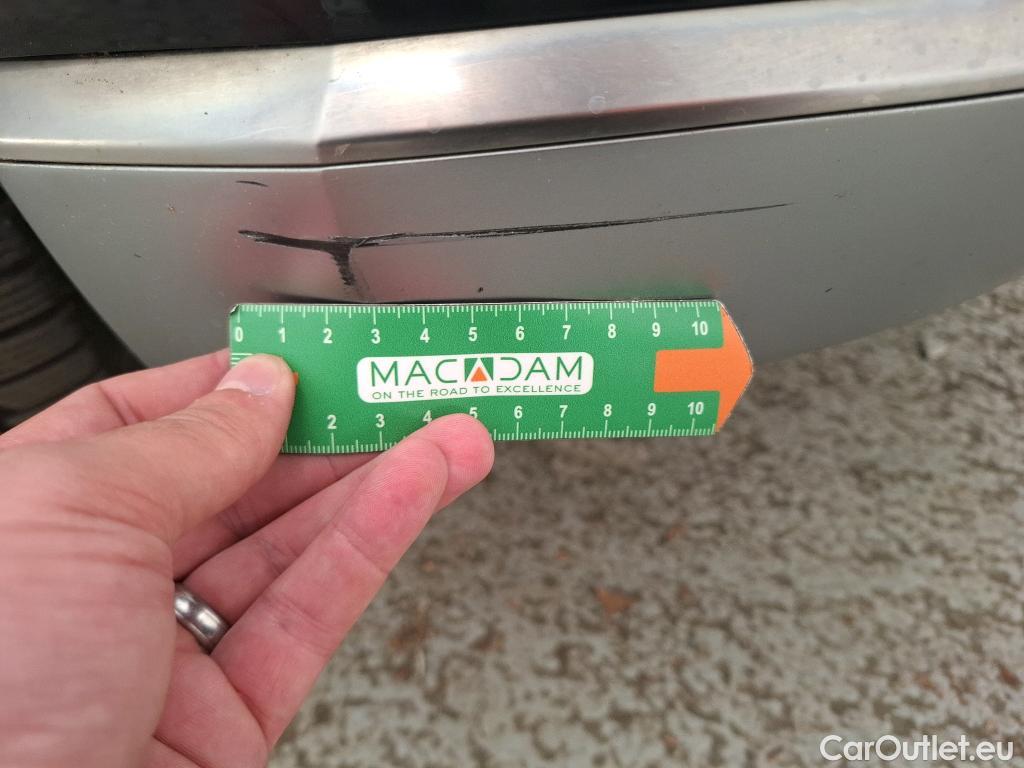 0 1 2 3 4 5 6 7 8 9 10
MACADAM
ON THE ROAD TO EXCELLENCE
2 3 4 5 6 7 8 9 10
CarOutlet.eu